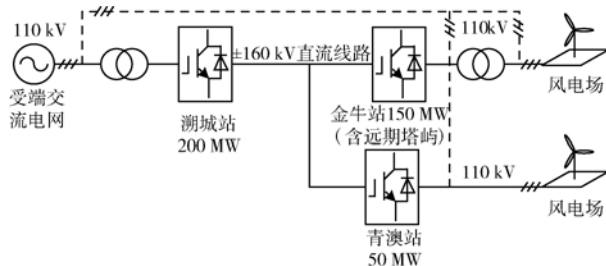 110 kV
受端交
流电网
溯城站
200 MW
±160 kV直流线路
金牛站150 MW
（含远期塔屿）
110kV
风电场
青澳站
50 MW
110 kV
风电场